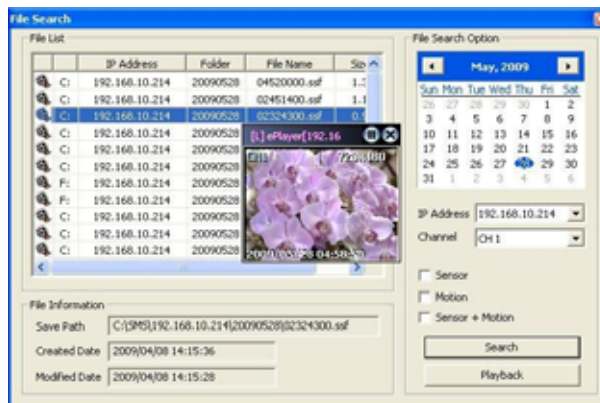 File Search
File List
IP Address Folder File Name
C: 192.168.10.214 20090528 04520000.ssf
C: 192.168.10.214 20090528 02451400.ssf
C: 192.168.10.214 20090528 02324300.ssf
C: 192.168.10.214 20090528
C: 192.168.10.214 20090528
C: 192.168.10.214 20090528
C: 192.168.10.214 20090528
F: 192.168.10.214 20090528
F: 192.168.10.214 20090528
C: 192.168.10.214 20090528
C: 192.168.10.214 20090528
[L] ePlayer[192.16
File Information
Save Path C:\SMS\192.168.10.214\20090528\02324300.ssf
Created Date 2009/04/08 14:15:36
Modified Date 2009/04/08 14:15:28
File Search Option
May, 2009
Sun Mon Tue Wed Thu Fri Sat
26 27 28 29 30 1 2
3 4 5 6 7 8 9
10 11 12 13 14 15 16
17 18 19 20 21 22 23
24 25 26 27 28 29 30
31 1 2 3 4 5 6
IP Address 192.168.10.214
Channel CH 1
Sensor
Motion
Sensor + Motion
Search
Playback